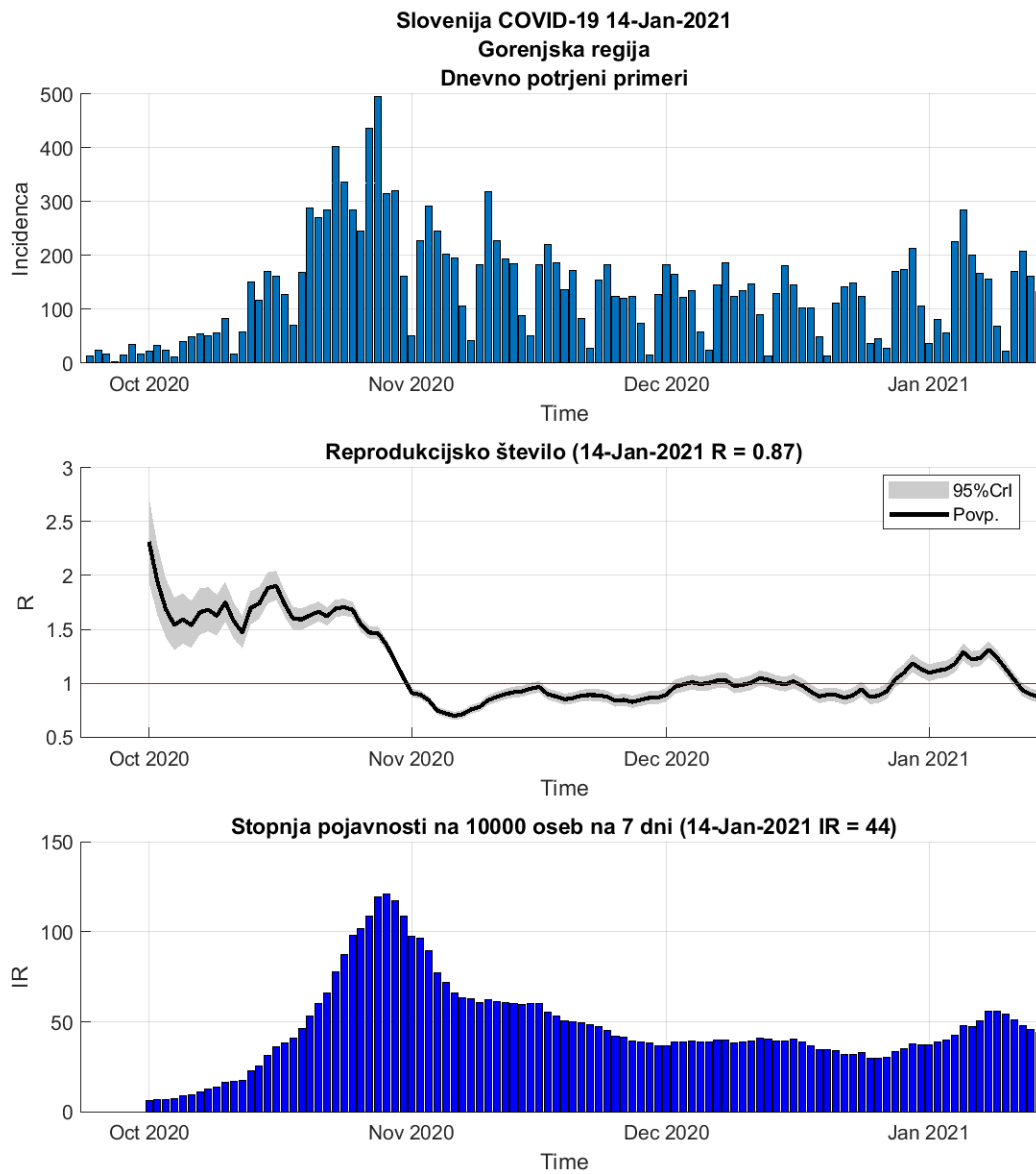 Slovenija COVID-19 14-Jan-2021
Gorenjska regija
Dnevno potrjeni primeri
500
400
300
200
100
0
Incidenca
Oct 2020
Nov 2020
Dec 2020
Jan 2021
Time
Reprodukcijsko število (14-Jan-2021 R = 0.87)
3
2.5
2
1.5
1
0.5
R
95%CrI
Povp.
Oct 2020
Nov 2020
Dec 2020
Jan 2021
Time
Stopnja pojavnosti na 10000 oseb na 7 dni (14-Jan-2021 IR = 44)
150
100
50
0
IR
Oct 2020
Nov 2020
Dec 2020
Jan 2021
Time